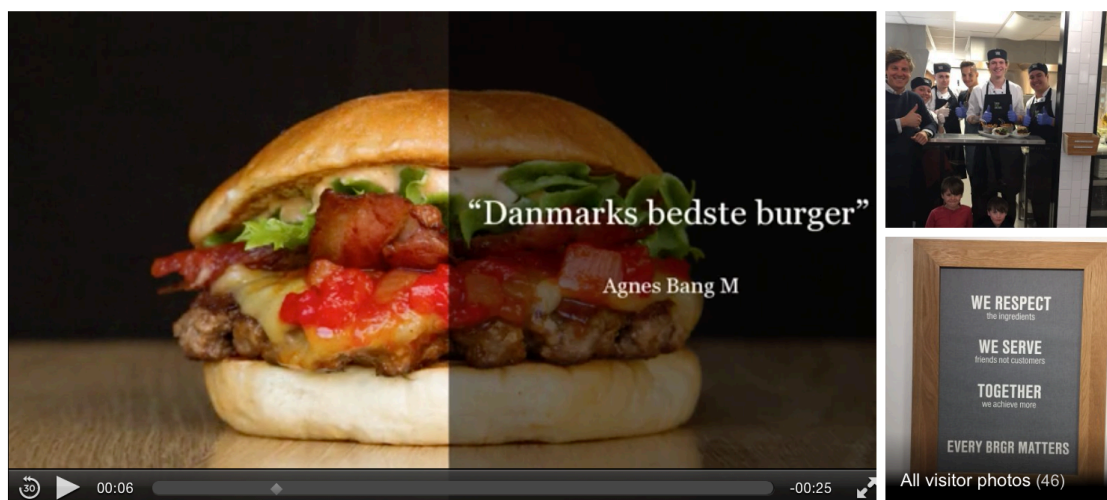 “Danmarks bedste burger”
Agnes Bang M
30
00:06
-00:25
WE RESPECT
the ingredients
WE SERVE
friends not customers
TOGETHER
we achieve more
EVERY BRGR MATTERS
All visitor photos (46)